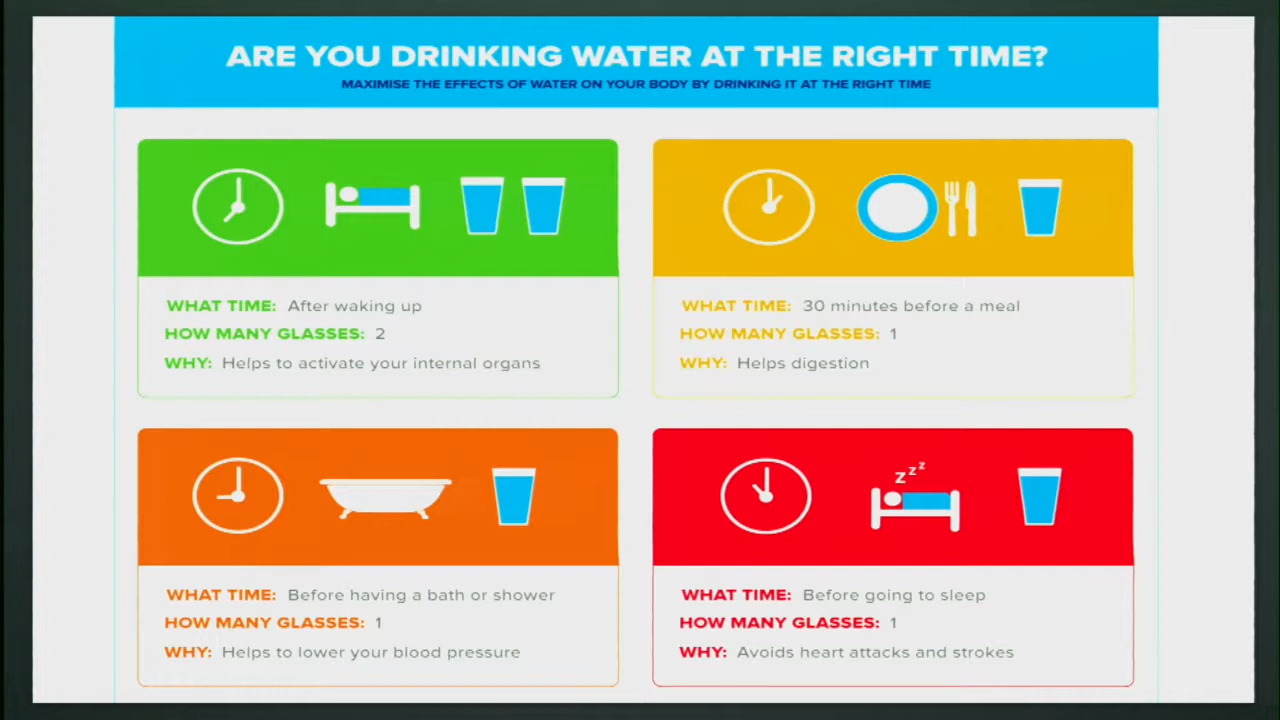 ARE YOU DRINKING WATER AT THE RIGHT TIME?
MAXIMISE THE EFFECTS OF WATER ON YOUR BODY BY DRINKING IT AT THE RIGHT TIME
WHAT TIME: After waking up
HOW MANY GLASSES: 2
WHY: Helps to activate your internal organs
WHAT TIME: 30 minutes before a meal
HOW MANY GLASSES: 1
WHY: Helps digestion
WHAT TIME: Before having a bath or shower
HOW MANY GLASSES: 1
WHY: Helps to lower your blood pressure
z z z
WHAT TIME: Before going to sleep
HOW MANY GLASSES: 1
WHY: Avoids heart attacks and strokes